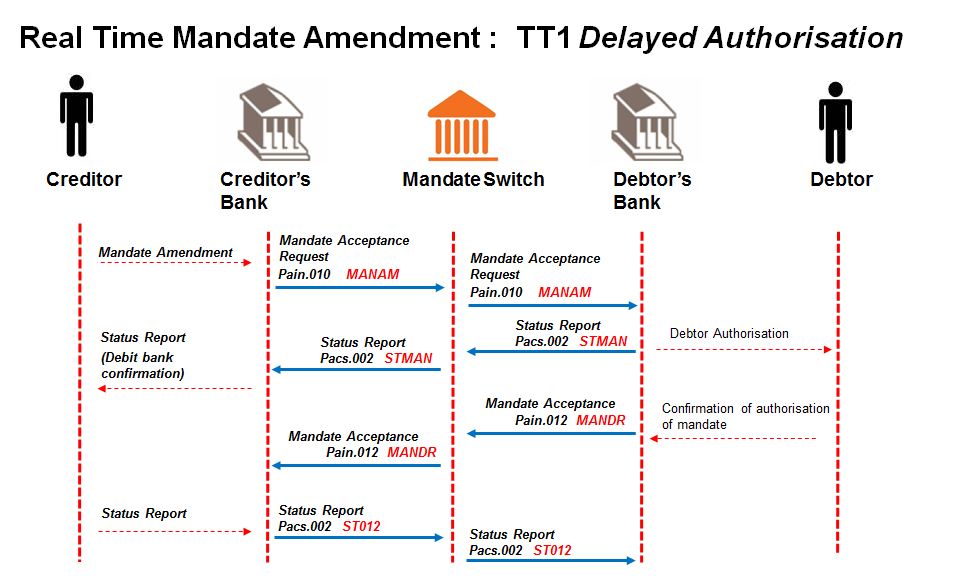 Real Time Mandate Amendment : TT1 Delayed Authorisation
Creditor
Creditor's
Bank
Mandate Switch
Debtor's
Bank
Debtor
Mandate Amendment
Mandate Acceptance
Request
Pain.010 MANAM
Mandate Acceptance
Request
Pain.010 MANAM
Status Report
Pacs.002 STMAN
Debtor Authorisation
Status Report
(Debit bank
confirmation)
Status Report
Pacs.002 STMAN
Mandate Acceptance
Pain.012 MANDR
Confirmation of authorisation
of mandate
Mandate Acceptance
Pain.012 MANDR
Status Report
Status Report
Pacs.002 ST012
Status Report
Pacs.002 ST012